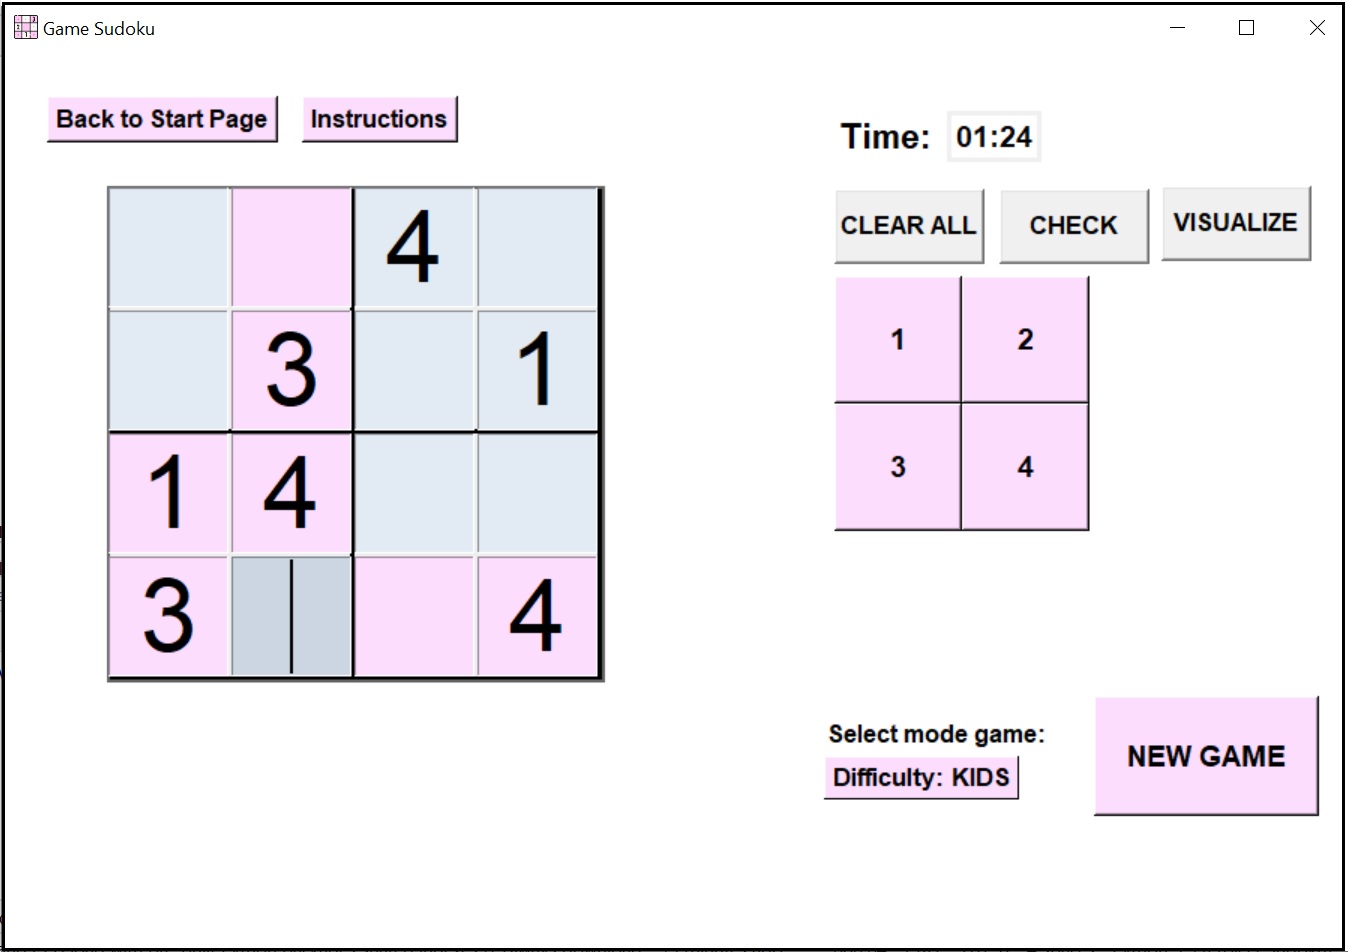 Game Sudoku
Back to Start Page Instructions
Time: 01:24
CLEAR ALL CHECK VISUALIZE
4
3 1
1 4
3 4
1 2
3 4
Select mode game:
Difficulty: KIDS
NEW GAME